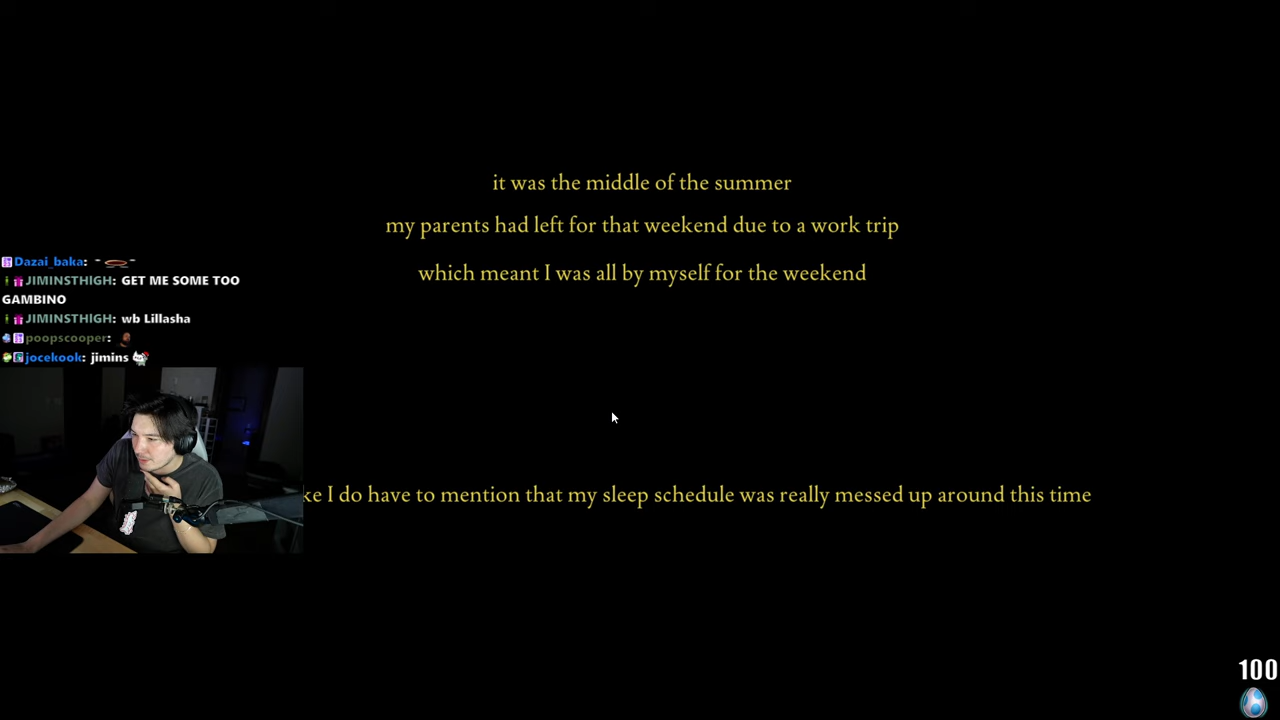 it was the middle of the summer
my parents had left for that weekend due to a work trip
which meant I was all by myself for the weekend
Dazai_baka:
JIMINSTHIGH: GET ME SOME TOO
GAMBINO
JIMINSTHIGH: wb Lillasha
poopscooper:
jocekook: jimins
ke I do have to mention that my sleep schedule was really messed up around this time
100